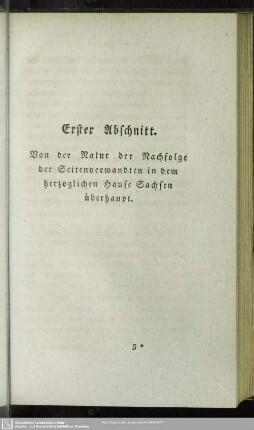 Erster Abschnitt.
Von der Natur der Nachfolge
der Seitenverwandten in dem
herzoglichen Hause Sachsen
überhaupt.
5 *